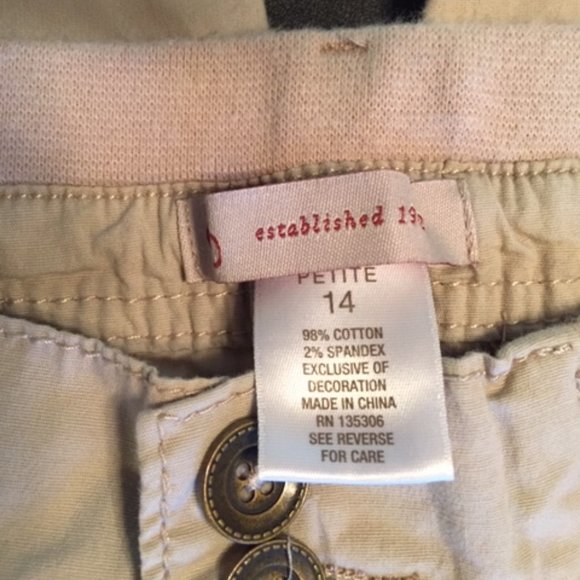 established 19
PETITE
14
98% COTTON
2% SPANDEX
EXCLUSIVE OF
DECORATION
MADE IN CHINA
RN 135306
SEE REVERSE
FOR CARE